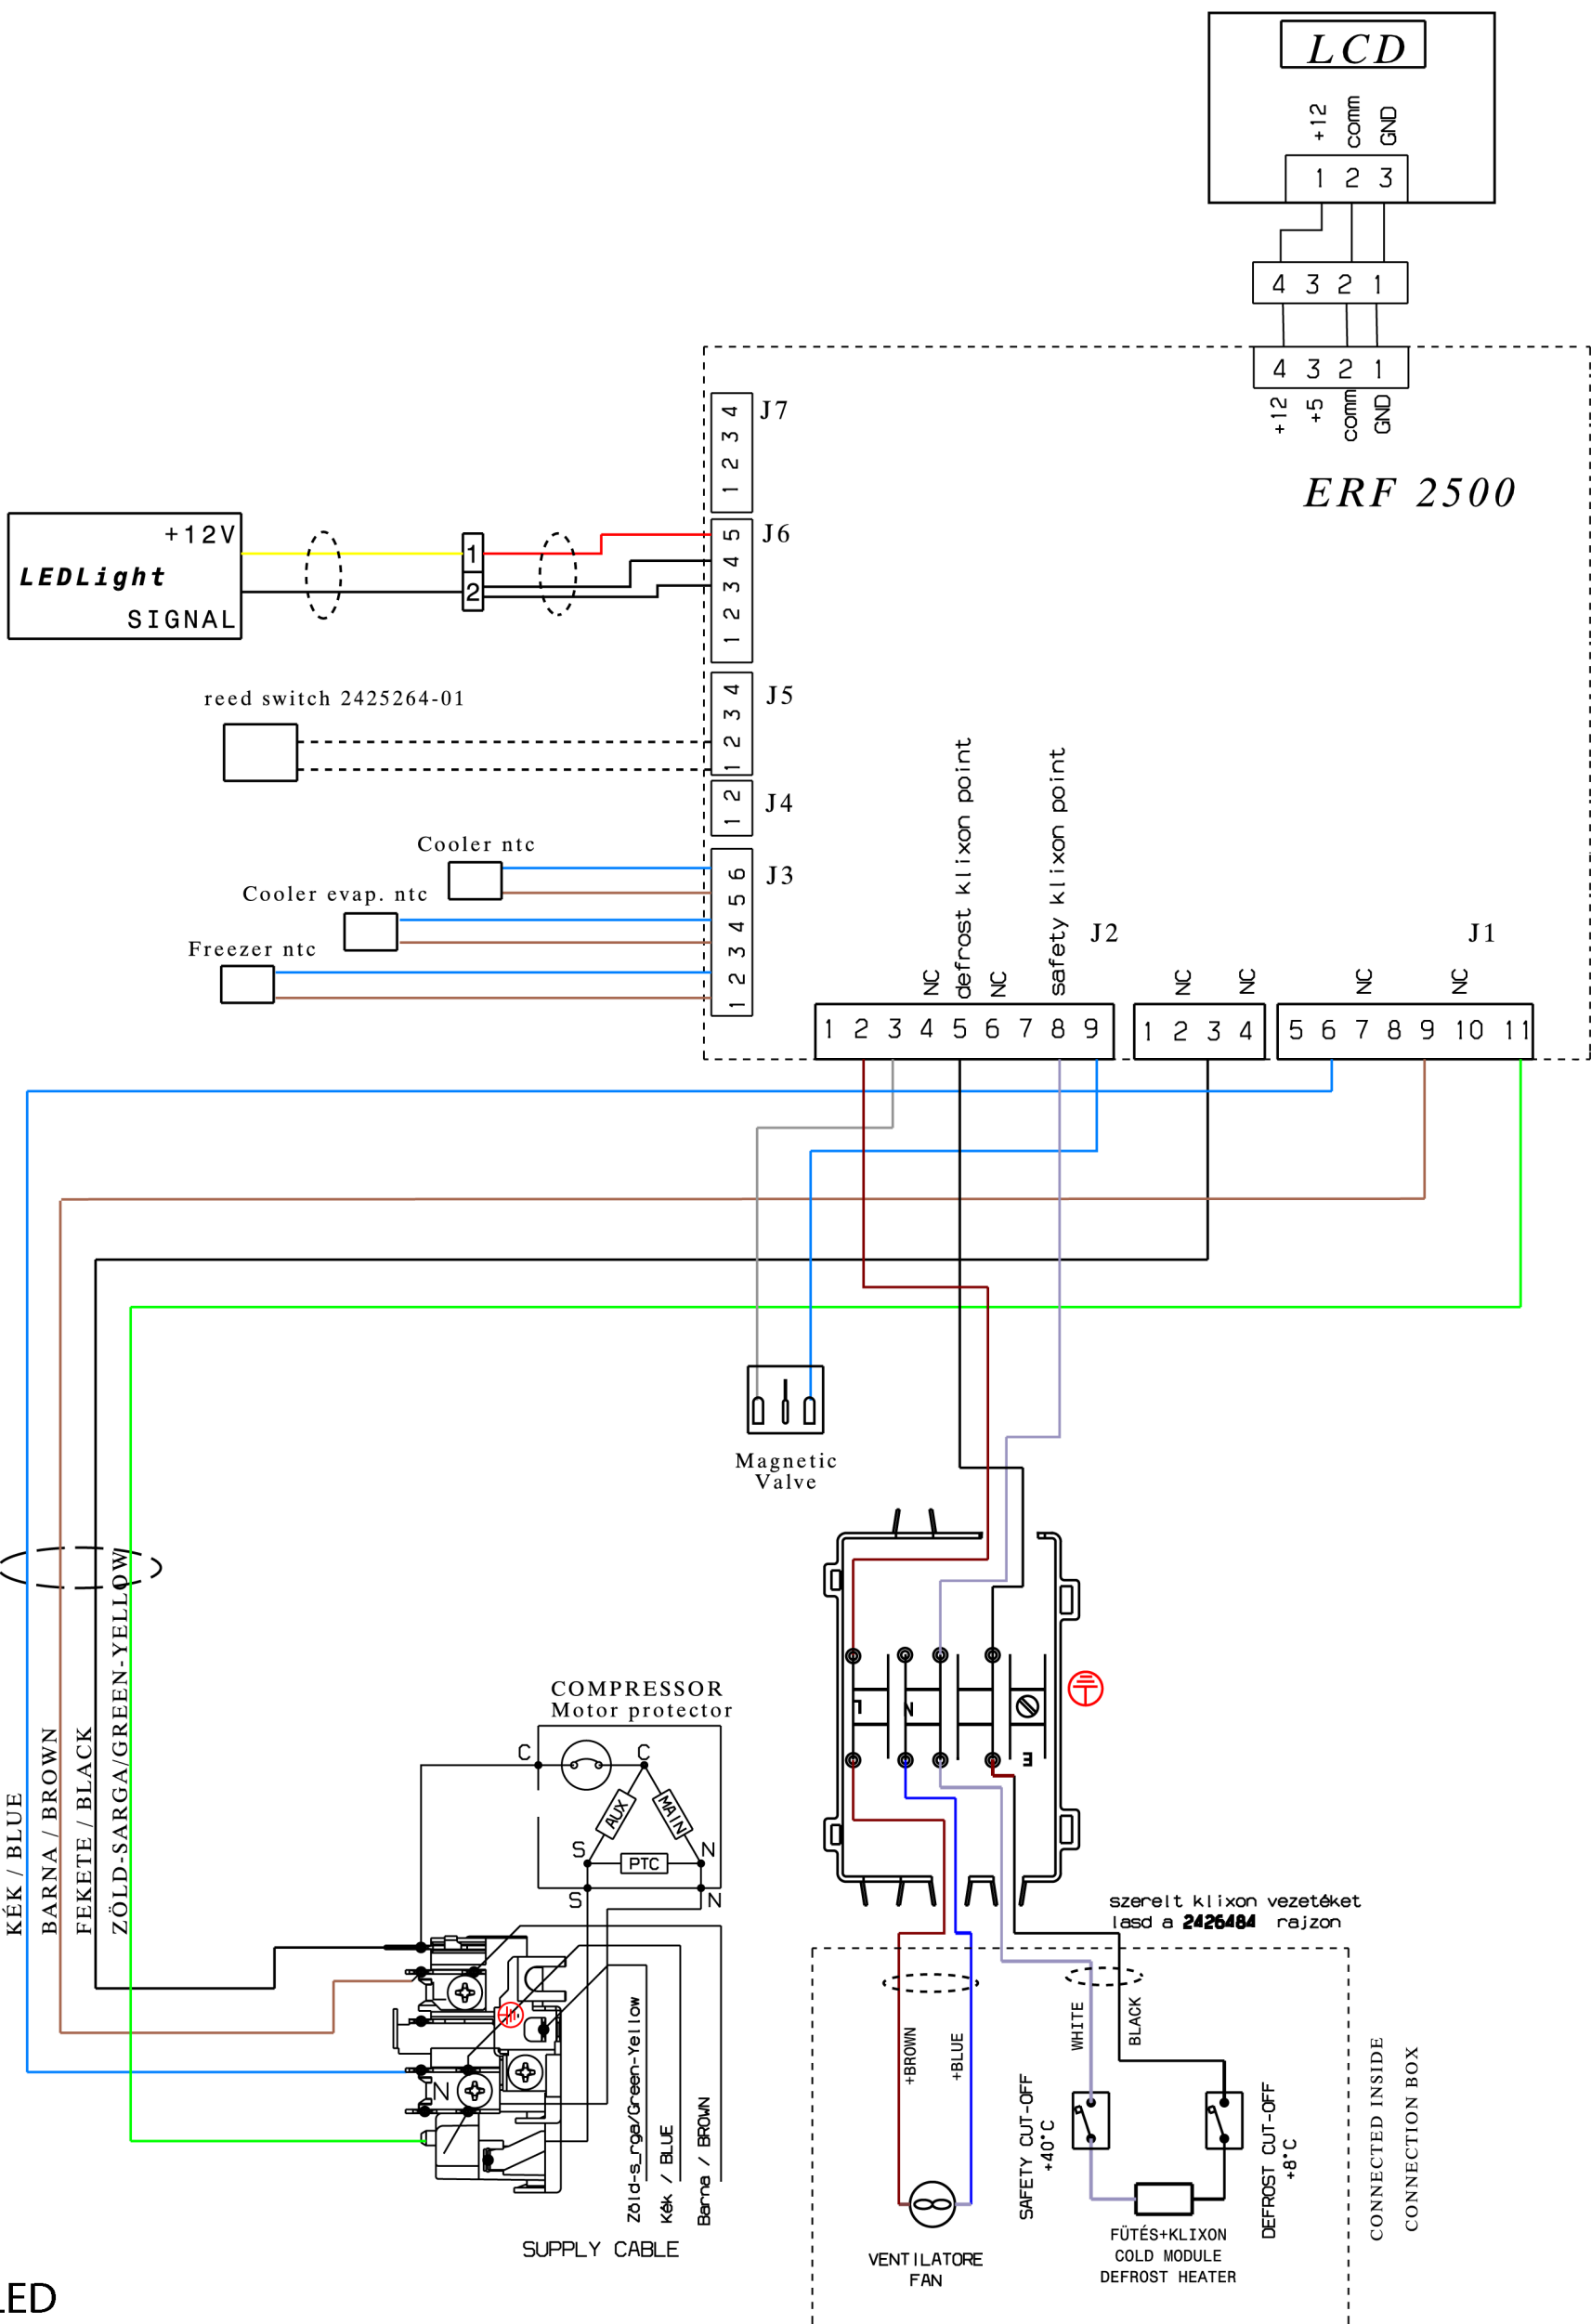 LCD
+12
comm
GND
1 2 3
4 3 2 1
4 3 2 1
+12
+5
comm
GND
ERF 2500
J7
1 2 3 4
J6
1 2 3 4 5
+12V
LEDLight
SIGNAL
1
2
reed switch 2425264-01
J5
1 2 3 4
J4
1 2
Cooler ntc
Cooler evap. ntc
Freezer ntc
J3
1 2 3 4 5 6
NC
defrost klixon point
NC
safety klixon point
J2
NC
NC
NC
NC
J1
1 2 3 4 5 6 7 8 9
1 2 3 4
5 6 7 8 9 10 11
Magnetic
Valve
KÉK / BLUE
BARNA / BROWN
FEKETE / BLACK
ZÖLD-SARGA/GREEN-YELLOW
COMPRESSOR
Motor protector
C
C
AUX
MAIN
S
PTC
N
S
N
L
N
E
N
szerelt klixon vezetéket
lasd a 2426484 rajzon
Zöld-s_rga/Green-Yellow
Kék / BLUE
Barna / BROWN
SUPPLY CABLE
+BROWN
+BLUE
WHITE
BLACK
SAFETY CUT-OFF
+40°C
DEFROST CUT-OFF
+8°C
VENTILATORE
FAN
FÜTÉS+KLIXON
COLD MODULE
DEFROST HEATER
CONNECTED INSIDE
CONNECTION BOX
LED